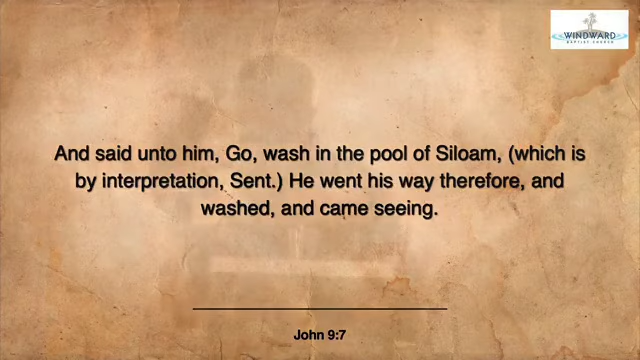 WINDWARD
BAPTIST CHURCH
And said unto him, Go, wash in the pool of Siloam, (which is
by interpretation, Sent.) He went his way therefore, and
washed, and came seeing.
John 9:7